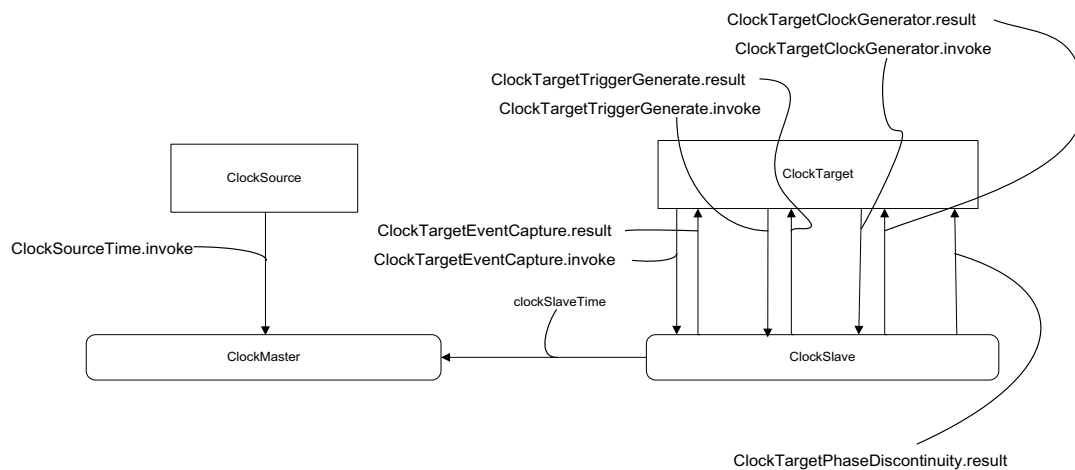 ClockTargetClockGenerator.result
ClockTargetClockGenerator.invoke
ClockTargetTriggerGenerate.result
ClockTargetTriggerGenerate.invoke
ClockSource
ClockTarget
ClockSourceTime.invoke
ClockTargetEventCapture.result
ClockTargetEventCapture.invoke
clockSlaveTime
ClockMaster
ClockSlave
ClockTargetPhaseDiscontinuity.result